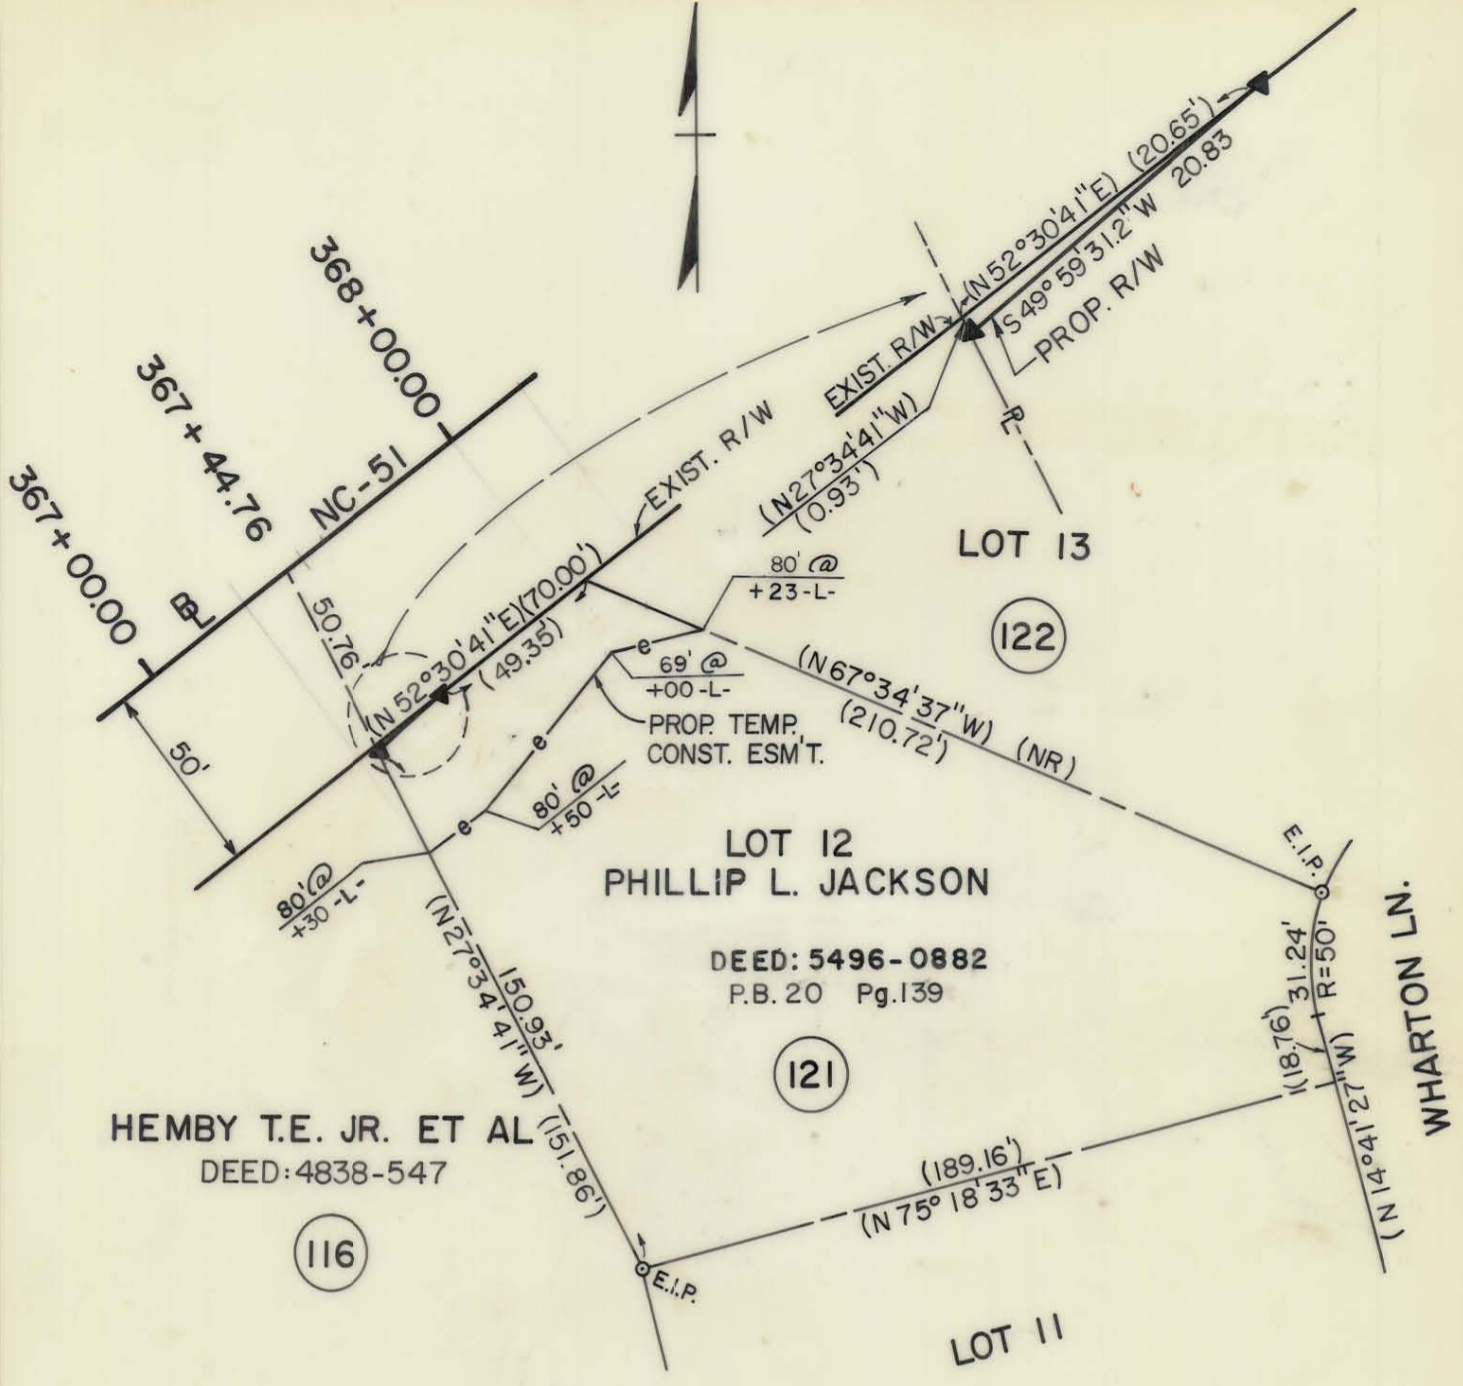 (N52°30'41"E) (20.65')
S49°59'31.2"W 20.83
PROP. R/W
EXIST. R/W
(N27°34'41"W)
(0.93')
368+00.00
367+44.76
367+00.00
NC-51
50.76'
50'
EXIST. R/W
(N52°30'41"E)(70.00')
(49.35')
LOT 13
122
80' @
+23-L-
69' @
+00-L-
PROP. TEMP.
CONST. ESM'T.
80' @
+50-L-
80' @
+30-L-
e
e
e
(N67°34'37"W) (NR)
(210.72')
LOT 12
PHILLIP L. JACKSON
DEED: 5496-0882
P.B. 20 Pg.139
121
E.I.P.
31.24'
R=50'
(18.76')
(N14°41'27"W)
WHARTON LN.
150.93'
(N27°34'41"W) (151.86')
HEMBY T.E. JR. ET AL
DEED:4838-547
116
(189.16')
(N75°18'33"E)
E.I.P.
LOT 11